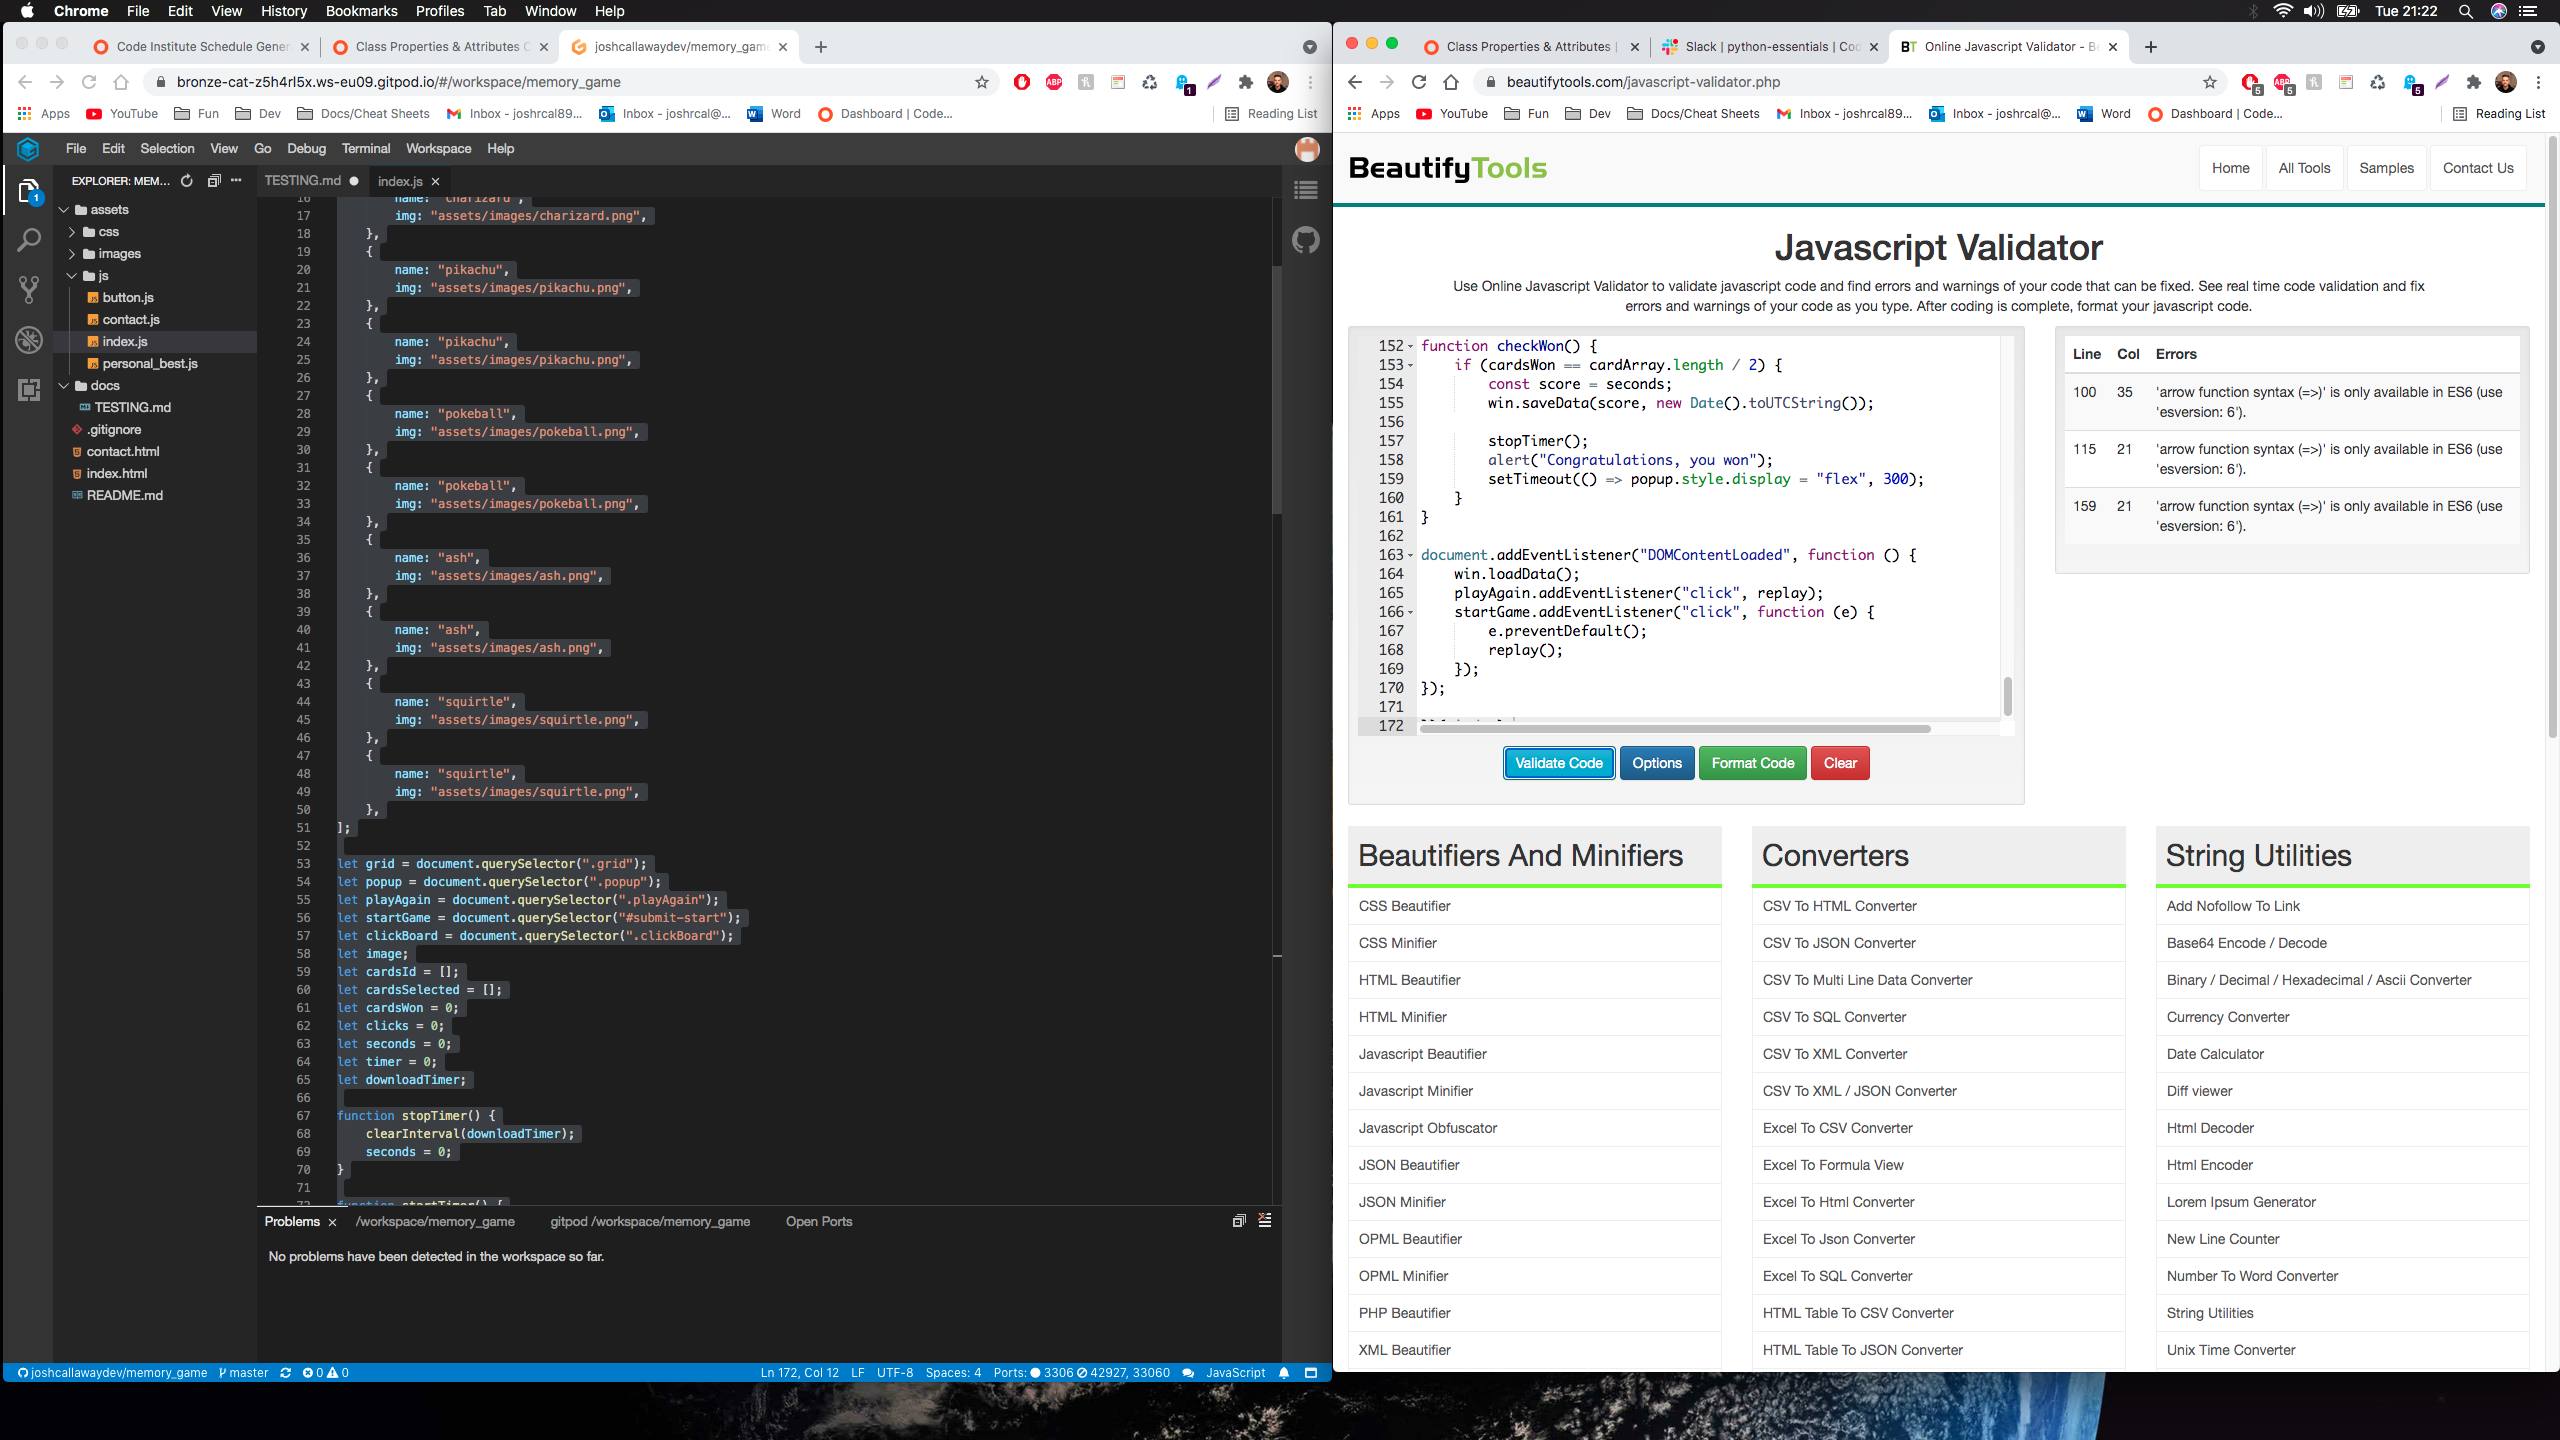 Chrome File Edit View History Bookmarks Profiles Tab Window Help
Tue 21:22
Code Institute Schedule Gener
Class Properties & Attributes C
joshcallawaydev/memory_game
bronze-cat-z5h4rl5x.ws-eu09.gitpod.io/#/workspace/memory_game
Apps YouTube Fun Dev Docs/Cheat Sheets Inbox - joshrcal89... Inbox - joshrcal@... Word Dashboard | Code... Reading List
File Edit Selection View Go Debug Terminal Workspace Help
EXPLORER: MEM...
assets
css
images
js
button.js
contact.js
index.js
personal_best.js
docs
TESTING.md
.gitignore
contact.html
index.html
README.md
TESTING.md index.js
16 name: "charizard",
17 img: "assets/images/charizard.png",
18 },
19 {
20 name: "pikachu",
21 img: "assets/images/pikachu.png",
22 },
23 {
24 name: "pikachu",
25 img: "assets/images/pikachu.png",
26 },
27 {
28 name: "pokeball",
29 img: "assets/images/pokeball.png",
30 },
31 {
32 name: "pokeball",
33 img: "assets/images/pokeball.png",
34 },
35 {
36 name: "ash",
37 img: "assets/images/ash.png",
38 },
39 {
40 name: "ash",
41 img: "assets/images/ash.png",
42 },
43 {
44 name: "squirtle",
45 img: "assets/images/squirtle.png",
46 },
47 {
48 name: "squirtle",
49 img: "assets/images/squirtle.png",
50 },
51 ];
52
53 let grid = document.querySelector(".grid");
54 let popup = document.querySelector(".popup");
55 let playAgain = document.querySelector(".playAgain");
56 let startGame = document.querySelector("#submit-start");
57 let clickBoard = document.querySelector(".clickBoard");
58 let image;
59 let cardsId = [];
60 let cardsSelected = [];
61 let cardsWon = 0;
62 let clicks = 0;
63 let seconds = 0;
64 let timer = 0;
65 let downloadTimer;
66
67 function stopTimer() {
68 clearInterval(downloadTimer);
69 seconds = 0;
70 }
71
72 function startTimer() {
Problems /workspace/memory_game gitpod /workspace/memory_game Open Ports
No problems have been detected in the workspace so far.
joshcallawaydev/memory_game master 0 0
Ln 172, Col 12 LF UTF-8 Spaces: 4 Ports: 3306 42927, 33060 JavaScript
Class Properties & Attributes |
Slack | python-essentials | Coc
BT Online Javascript Validator - Be
beautifytools.com/javascript-validator.php
5 5 5
Apps YouTube Fun Dev Docs/Cheat Sheets Inbox - joshrcal89... Inbox - joshrcal@... Word Dashboard | Code... Reading List
BeautifyTools
Home All Tools Samples Contact Us
Javascript Validator
Use Online Javascript Validator to validate javascript code and find errors and warnings of your code that can be fixed. See real time code validation and fix
errors and warnings of your code as you type. After coding is complete, format your javascript code.
152 function checkWon() {
153 if (cardsWon == cardArray.length / 2) {
154 const score = seconds;
155 win.saveData(score, new Date().toUTCString());
156
157 stopTimer();
158 alert("Congratulations, you won");
159 setTimeout(() => popup.style.display = "flex", 300);
160 }
161 }
162
163 document.addEventListener("DOMContentLoaded", function () {
164 win.loadData();
165 playAgain.addEventListener("click", replay);
166 startGame.addEventListener("click", function (e) {
167 e.preventDefault();
168 replay();
169 });
170 });
171
172
Validate Code Options Format Code Clear
Line Col Errors
100 35 'arrow function syntax (=>)' is only available in ES6 (use
'esversion: 6').
115 21 'arrow function syntax (=>)' is only available in ES6 (use
'esversion: 6').
159 21 'arrow function syntax (=>)' is only available in ES6 (use
'esversion: 6').
Beautifiers And Minifiers
CSS Beautifier
CSS Minifier
HTML Beautifier
HTML Minifier
Javascript Beautifier
Javascript Minifier
Javascript Obfuscator
JSON Beautifier
JSON Minifier
OPML Beautifier
OPML Minifier
PHP Beautifier
XML Beautifier
Converters
CSV To HTML Converter
CSV To JSON Converter
CSV To Multi Line Data Converter
CSV To SQL Converter
CSV To XML Converter
CSV To XML / JSON Converter
Excel To CSV Converter
Excel To Formula View
Excel To Html Converter
Excel To Json Converter
Excel To SQL Converter
HTML Table To CSV Converter
HTML Table To JSON Converter
String Utilities
Add Nofollow To Link
Base64 Encode / Decode
Binary / Decimal / Hexadecimal / Ascii Converter
Currency Converter
Date Calculator
Diff viewer
Html Decoder
Html Encoder
Lorem Ipsum Generator
New Line Counter
Number To Word Converter
String Utilities
Unix Time Converter